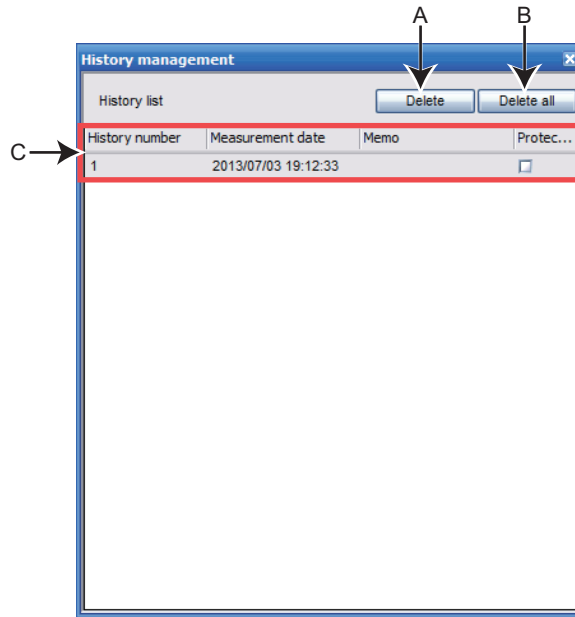 A B
History management
History list Delete Delete all
C
History number Measurement date Memo Protec...
1 2013/07/03 19:12:33